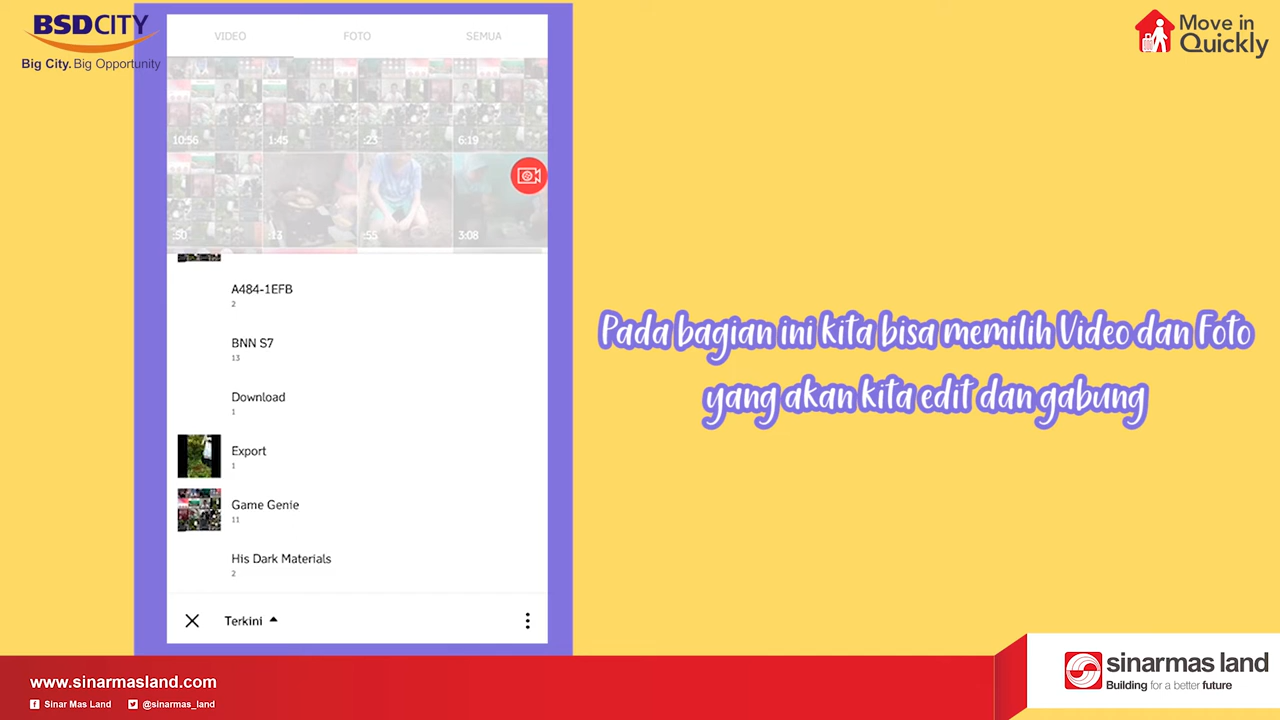 BSDCITY
Big City. Big Opportunity
VIDEO
FOTO
SEMUA
10:56
1:45
:23
6:19
:50
:13
:55
3:08
A484-1EFB
2
BNN S7
13
Download
1
Export
1
Game Genie
11
His Dark Materials
2
Terkini
Move in
Quickly
Pada bagian ini kita bisa memilih Video dan Foto
yang akan kita edit dan gabung
www.sinarmasland.com
Sinar Mas Land
@sinarmas_land
sinarmas land
Building for a better future